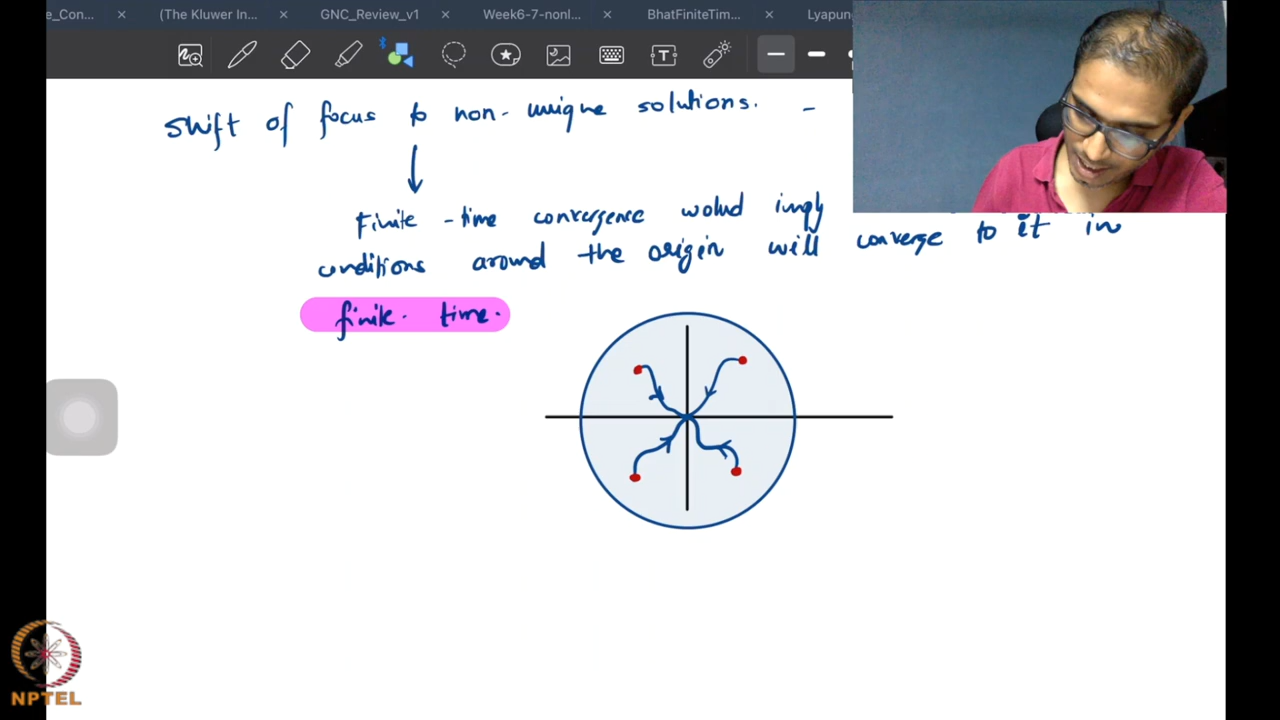 e_Con... × (The Kluwer In... × GNC_Review_v1 × Week6-7-nonl... × BhatFiniteTim... × Lyapun
T
shift of focus to non-unique solutions. -
Finite-time convergence wolud imply
conditions around the origin will converge to it in
finite. time.
NPTEL